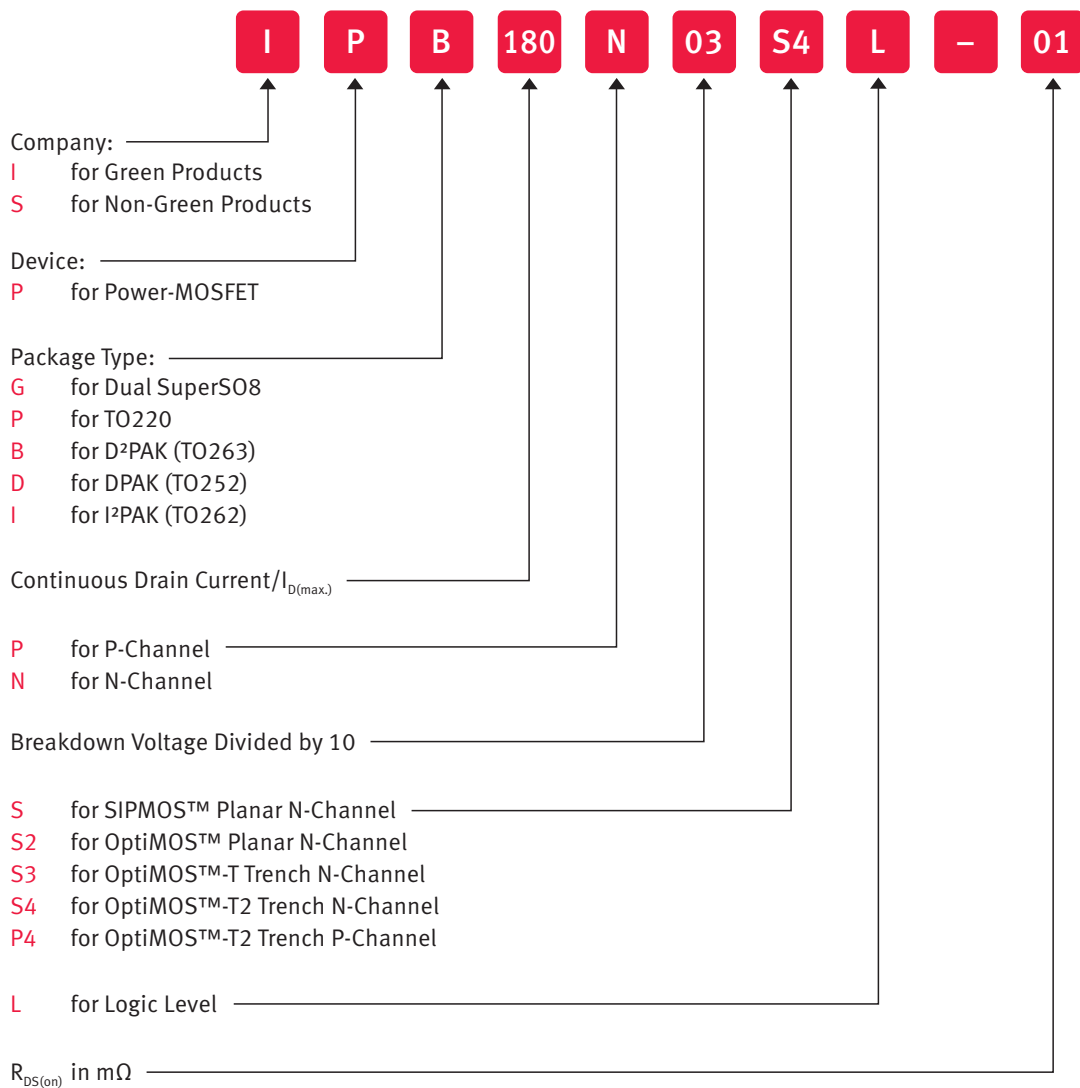 I P B 180 N 03 S4 L – 01
Company:
I for Green Products
S for Non-Green Products
Device:
P for Power-MOSFET
Package Type:
G for Dual SuperSO8
P for TO220
B for D²PAK (TO263)
D for DPAK (TO252)
I for I²PAK (TO262)
Continuous Drain Current/I_D(max.)
P for P-Channel
N for N-Channel
Breakdown Voltage Divided by 10
S for SIPMOS™ Planar N-Channel
S2 for OptiMOS™ Planar N-Channel
S3 for OptiMOS™-T Trench N-Channel
S4 for OptiMOS™-T2 Trench N-Channel
P4 for OptiMOS™-T2 Trench P-Channel
L for Logic Level
R_DS(on) in mΩ